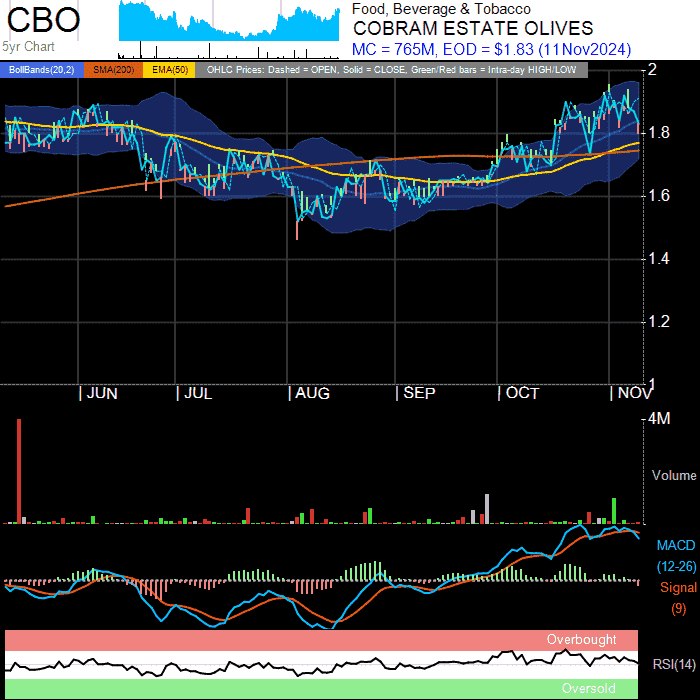 CBO
5yr Chart
Food, Beverage & Tobacco
COBRAM ESTATE OLIVES
MC = 765M, EOD = $1.83 (11Nov2024)
BollBands(20,2) SMA(200) EMA(50) OHLC Prices: Dashed = OPEN, Solid = CLOSE, Green/Red bars = Intra-day HIGH/LOW
2
1.8
1.6
1.4
1.2
1
JUN JUL AUG SEP OCT NOV
4M
Volume
MACD
(12-26)
Signal
(9)
Overbought
RSI(14)
Oversold